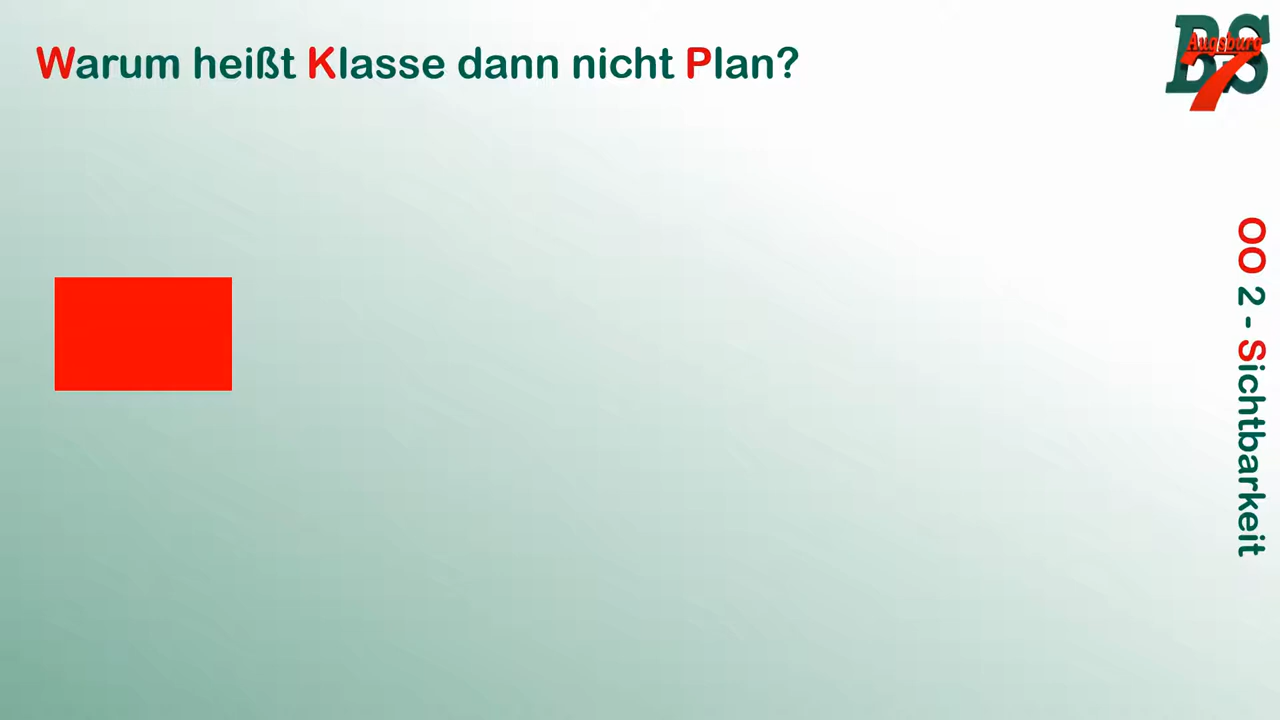 Warum heißt Klasse dann nicht Plan?
BS
Augsburg
7
OO 2 - Sichtbarkeit